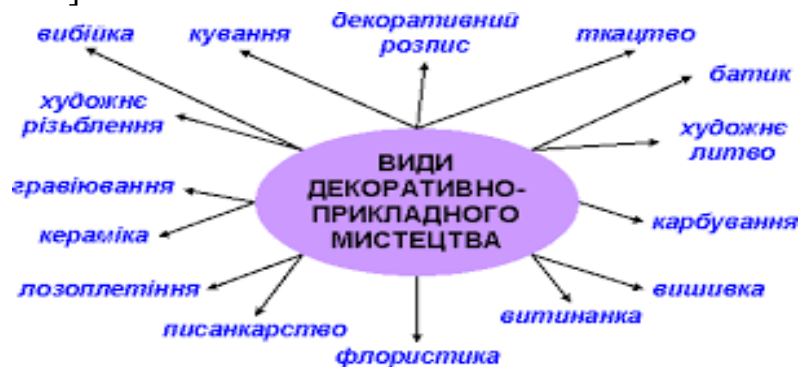 ]
вибійка
кування
декоративний
розпис
ткацтво
батик
художнє
різьблення
художнє
литво
гравіювання
ВИДИ
ДЕКОРАТИВНО-
ПРИКЛАДНОГО
МИСТЕЦТВА
карбування
кераміка
лозоплетіння
вишивка
писанкарство
витинанка
флористика